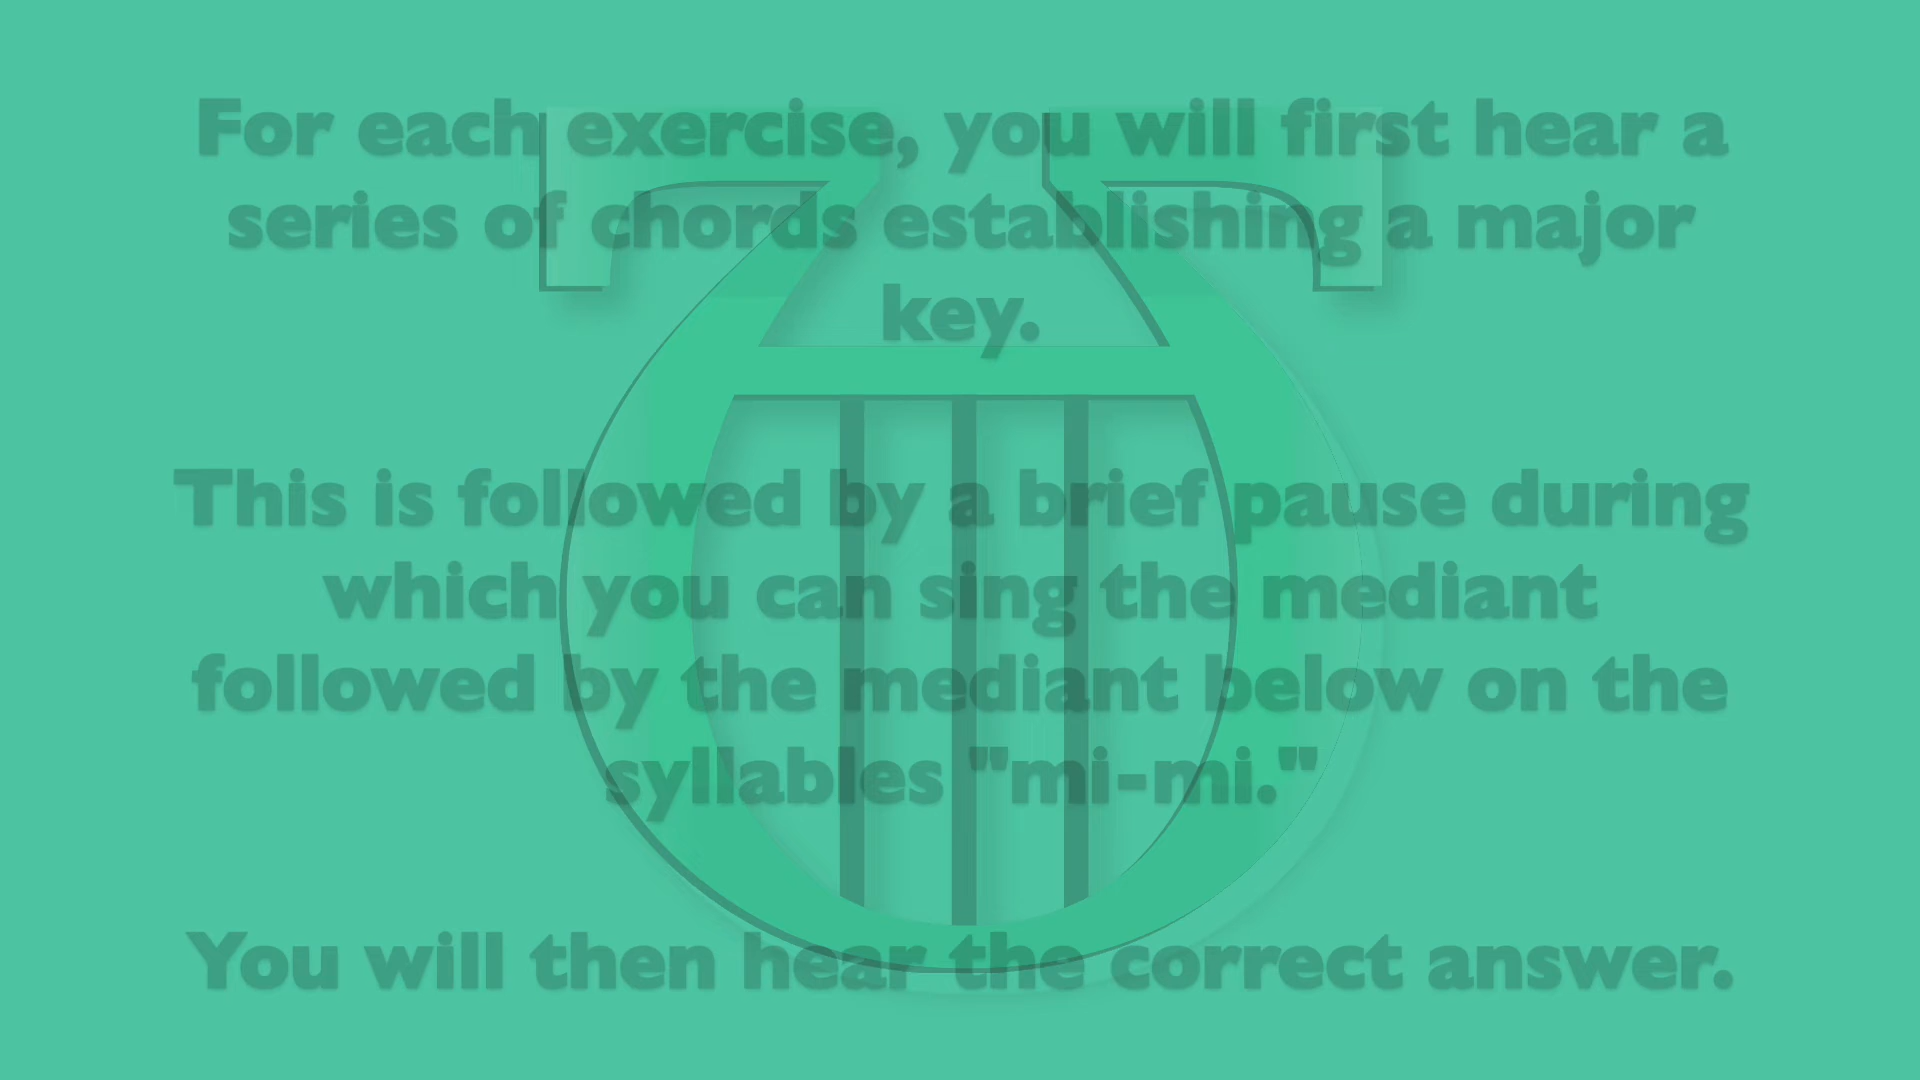 For each exercise, you will first hear a
series of chords establishing a major
key.
This is followed by a brief pause during
which you can sing the mediant
followed by the mediant below on the
syllables "mi-mi."
You will then hear the correct answer.